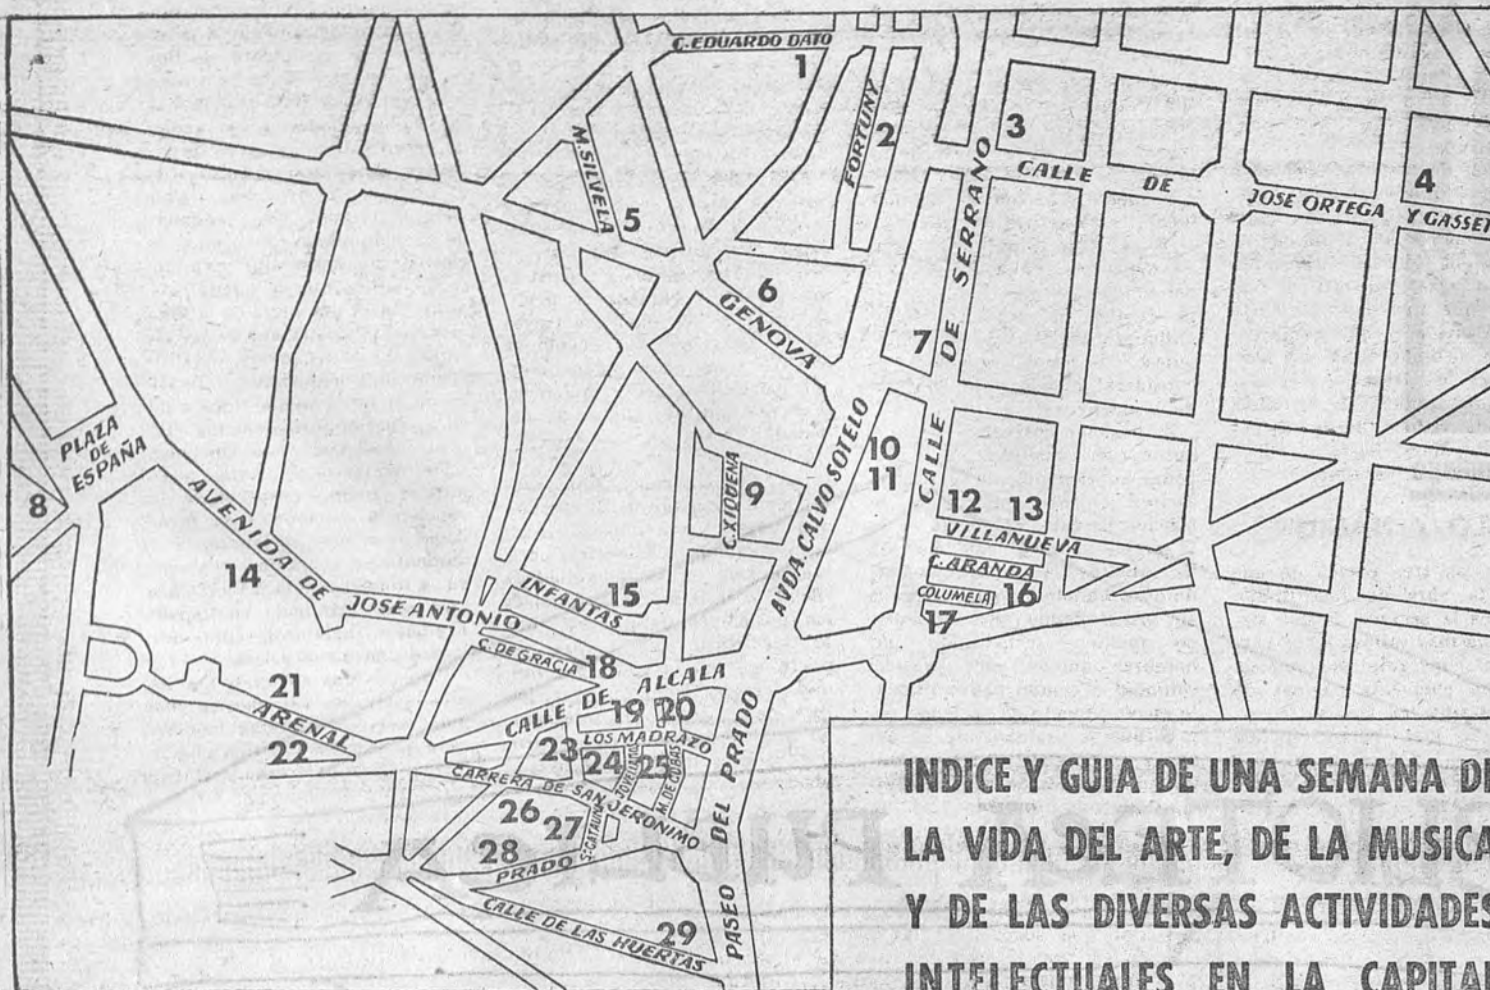 C. EDUARDO DATO
1
FORTUNY
2
3
M. SILVELA
CALLE DE JOSE ORTEGA Y GASSET
4
5
CALLE DE SERRANO
6
GENOVA
7
PLAZA
DE
ESPAÑA
8
C. XIQUENA
9
AVDA. CALVO SOTELO
10
11
12
13
VILLANUEVA
C. ARANDA
COLUMELA
16
17
AVENIDA DE JOSE ANTONIO
14
INFANTAS
15
C. DE GRACIA
18
CALLE DE ALCALA
19
20
21
ARENAL
22
LOS MADRAZO
23
24
JOVELLANOS
25
M. DE CUBAS
CARRERA DE SAN JERONIMO
26
27
28
PRADO
PASEO DEL PRADO
CALLE DE LAS HUERTAS
29
INDICE Y GUIA DE UNA SEMANA DE
LA VIDA DEL ARTE, DE LA MUSICA
Y DE LAS DIVERSAS ACTIVIDADES
INTELECTUALES EN LA CAPITAL